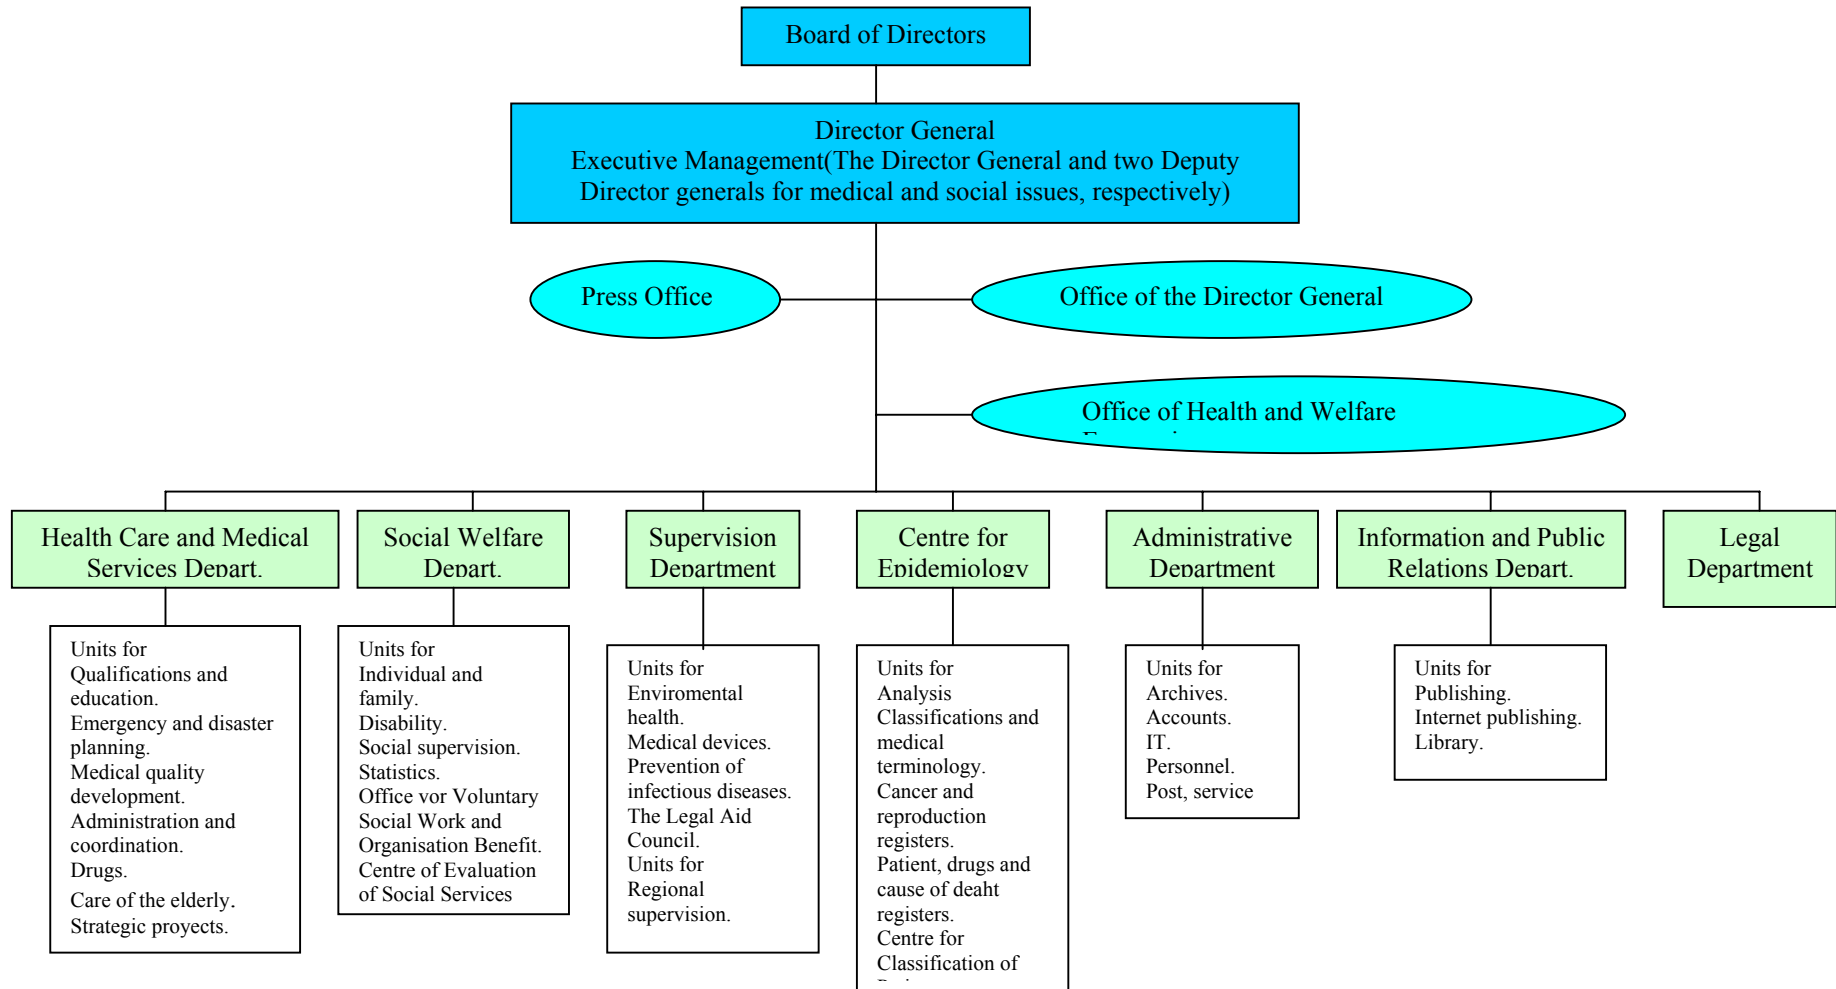 Board of Directors
Director General
Executive Management(The Director General and two Deputy
Director generals for medical and social issues, respectively)
Press Office
Office of the Director General
Office of Health and Welfare
Health Care and Medical
Services Depart.
Social Welfare
Depart.
Supervision
Department
Centre for
Epidemiology
Administrative
Department
Information and Public
Relations Depart.
Legal
Department
Units for
Qualifications and
education.
Emergency and disaster
planning.
Medical quality
development.
Administration and
coordination.
Drugs.
Care of the elderly.
Strategic proyects.
Units for
Individual and
family.
Disability.
Social supervision.
Statistics.
Office vor Voluntary
Social Work and
Organisation Benefit.
Centre of Evaluation
of Social Services
Units for
Enviromental
health.
Medical devices.
Prevention of
infectious diseases.
The Legal Aid
Council.
Units for
Regional
supervision.
Units for
Analysis
Classifications and
medical
terminology.
Cancer and
reproduction
registers.
Patient, drugs and
cause of deaht
registers.
Centre for
Classification of
Units for
Archives.
Accounts.
IT.
Personnel.
Post, service
Units for
Publishing.
Internet publishing.
Library.